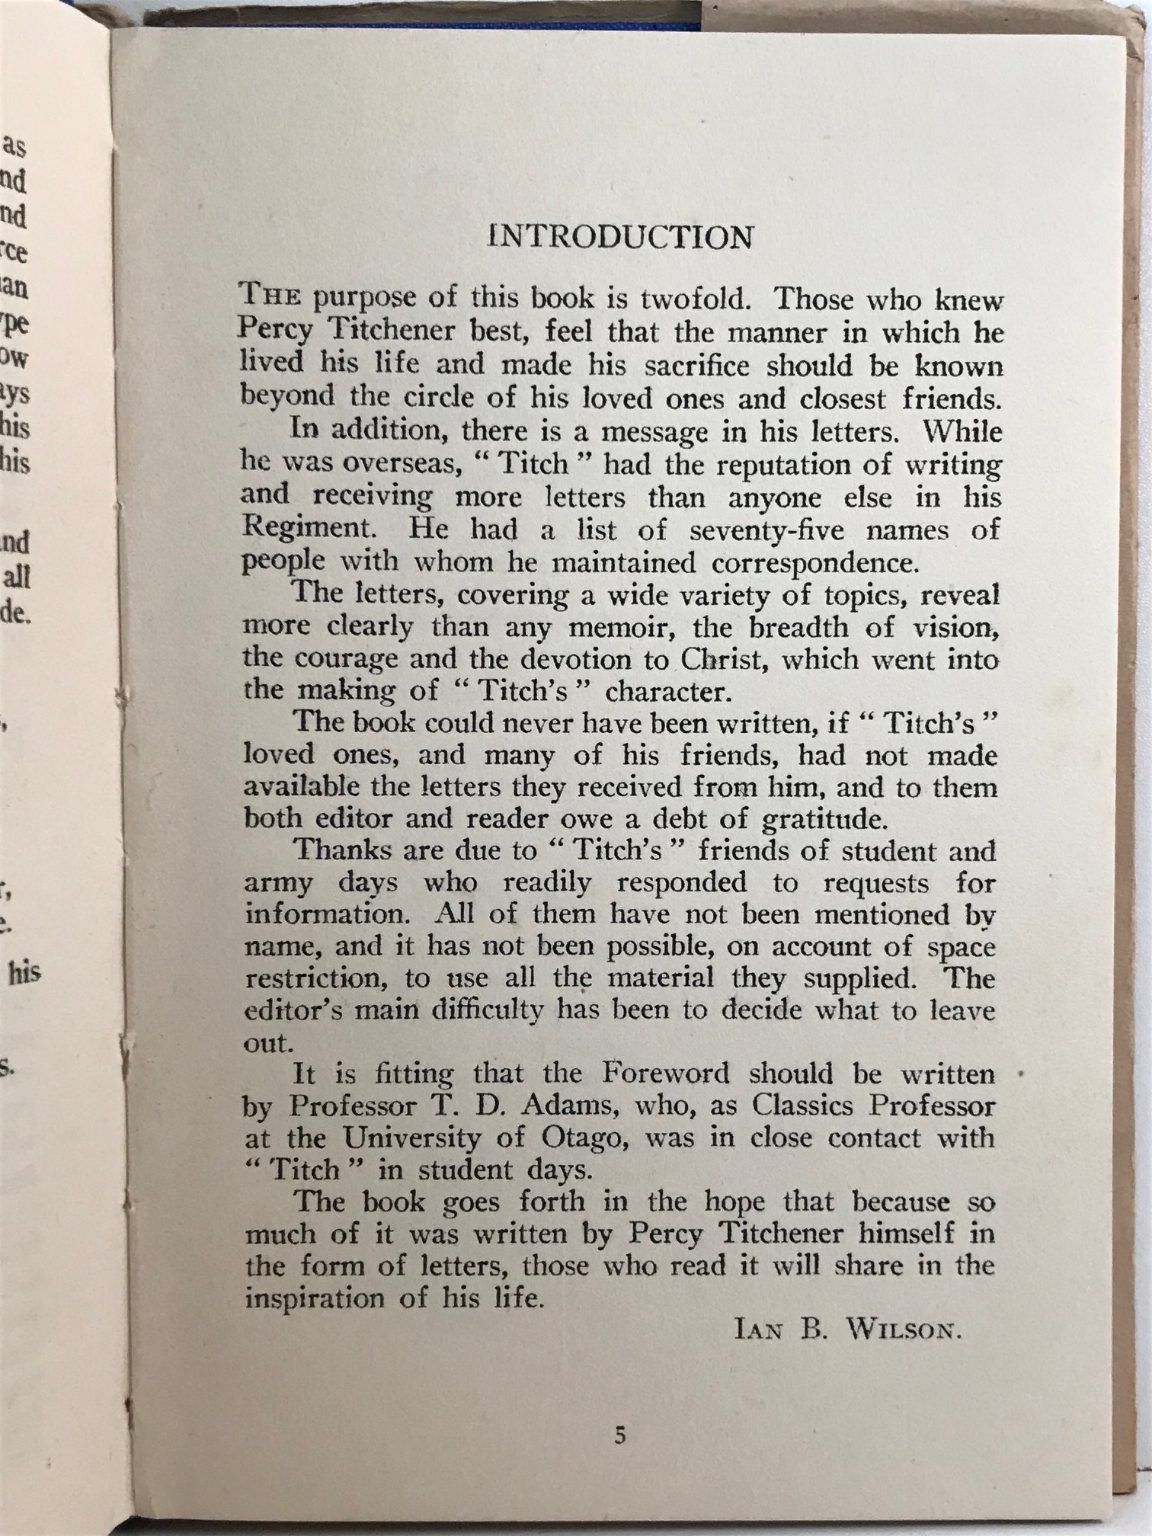 as
nd
nd
rce
an
ype
ow
ays
his
his
nd
all
de.
his
s.
INTRODUCTION
THE purpose of this book is twofold. Those who knew
Percy Titchener best, feel that the manner in which he
lived his life and made his sacrifice should be known
beyond the circle of his loved ones and closest friends.
In addition, there is a message in his letters. While
he was overseas, “ Titch ” had the reputation of writing
and receiving more letters than anyone else in his
Regiment. He had a list of seventy-five names of
people with whom he maintained correspondence.
The letters, covering a wide variety of topics, reveal
more clearly than any memoir, the breadth of vision,
the courage and the devotion to Christ, which went into
the making of “ Titch’s ” character.
The book could never have been written, if “ Titch’s ”
loved ones, and many of his friends, had not made
available the letters they received from him, and to them
both editor and reader owe a debt of gratitude.
Thanks are due to “ Titch’s ” friends of student and
army days who readily responded to requests for
information. All of them have not been mentioned by
name, and it has not been possible, on account of space
restriction, to use all the material they supplied. The
editor’s main difficulty has been to decide what to leave
out.
It is fitting that the Foreword should be written
by Professor T. D. Adams, who, as Classics Professor
at the University of Otago, was in close contact with
“ Titch ” in student days.
The book goes forth in the hope that because so
much of it was written by Percy Titchener himself in
the form of letters, those who read it will share in the
inspiration of his life.
IAN B. WILSON.
5